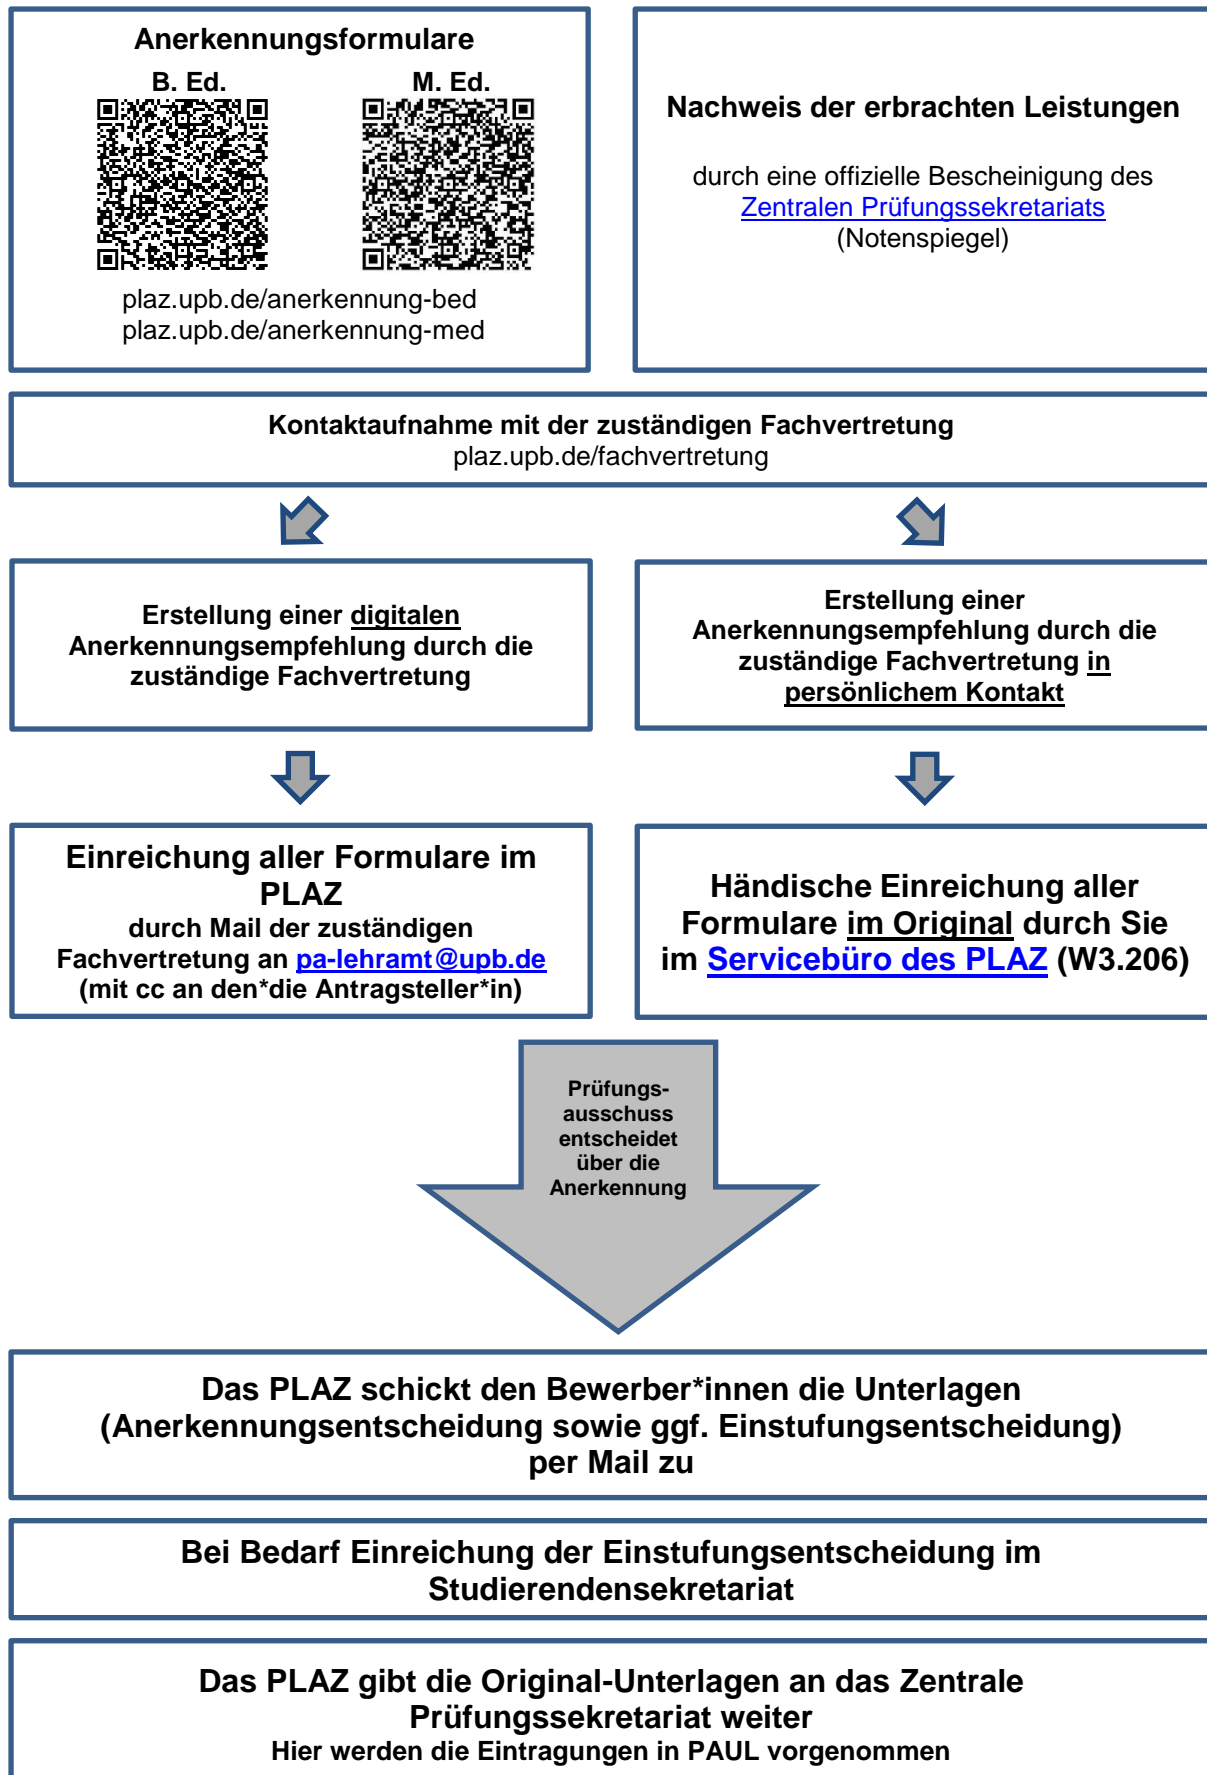 Anerkennungsformulare
B. Ed.
M. Ed.
plaz.upb.de/anerkennung-bed
plaz.upb.de/anerkennung-med
Nachweis der erbrachten Leistungen
durch eine offizielle Bescheinigung des
Zentralen Prüfungssekretariats
(Notenspiegel)
Kontaktaufnahme mit der zuständigen Fachvertretung
plaz.upb.de/fachvertretung
Erstellung einer digitalen
Anerkennungsempfehlung durch die
zuständige Fachvertretung
Erstellung einer
Anerkennungsempfehlung durch die
zuständige Fachvertretung in
persönlichem Kontakt
Einreichung aller Formulare im
PLAZ
durch Mail der zuständigen
Fachvertretung an pa-lehramt@upb.de
(mit cc an den*die Antragsteller*in)
Händische Einreichung aller
Formulare im Original durch Sie
im Servicebüro des PLAZ (W3.206)
Prüfungs-
ausschuss
entscheidet
über die
Anerkennung
Das PLAZ schickt den Bewerber*innen die Unterlagen
(Anerkennungsentscheidung sowie ggf. Einstufungsentscheidung)
per Mail zu
Bei Bedarf Einreichung der Einstufungsentscheidung im
Studierendensekretariat
Das PLAZ gibt die Original-Unterlagen an das Zentrale
Prüfungssekretariat weiter
Hier werden die Eintragungen in PAUL vorgenommen